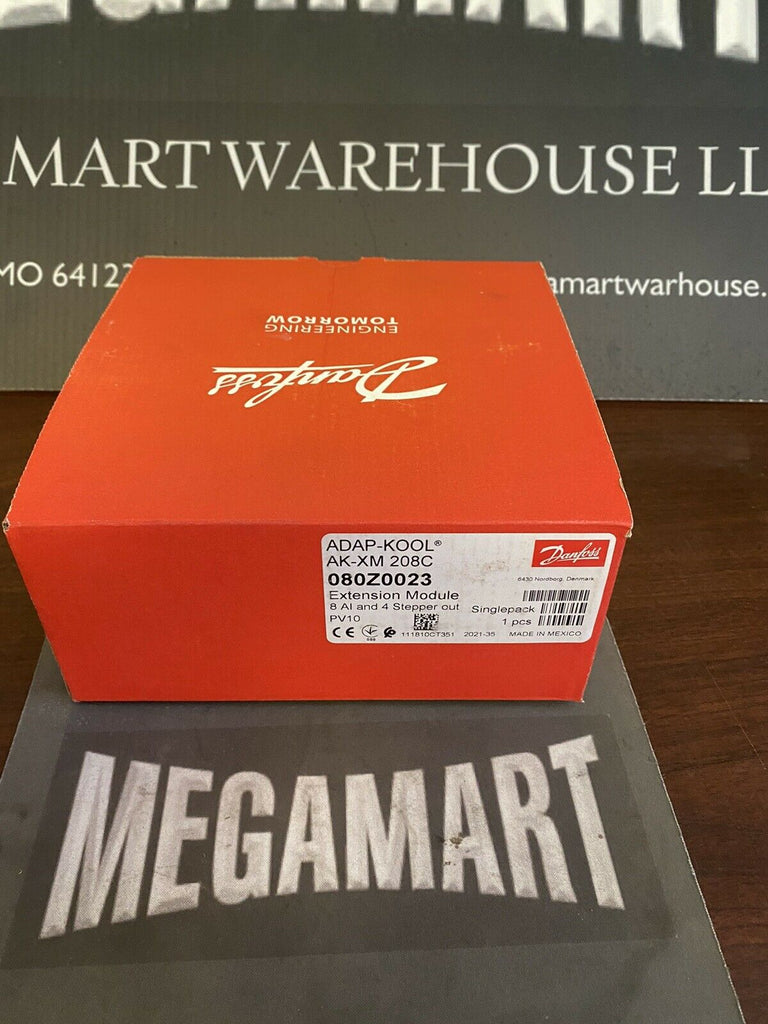 MEGAMART
MART WAREHOUSE LL
MO 6412
amartwarhouse.
ENGINEERING
TOMORROW
Danfoss
ADAP-KOOL®
AK-XM 208C
080Z0023
Extension Module
8 AI and 4 Stepper out
PV10
Danfoss
6430 Nordborg, Denmark
Singlepack
1 pcs
CE 111810CT351 2021-35 MADE IN MEXICO
MEGAMART